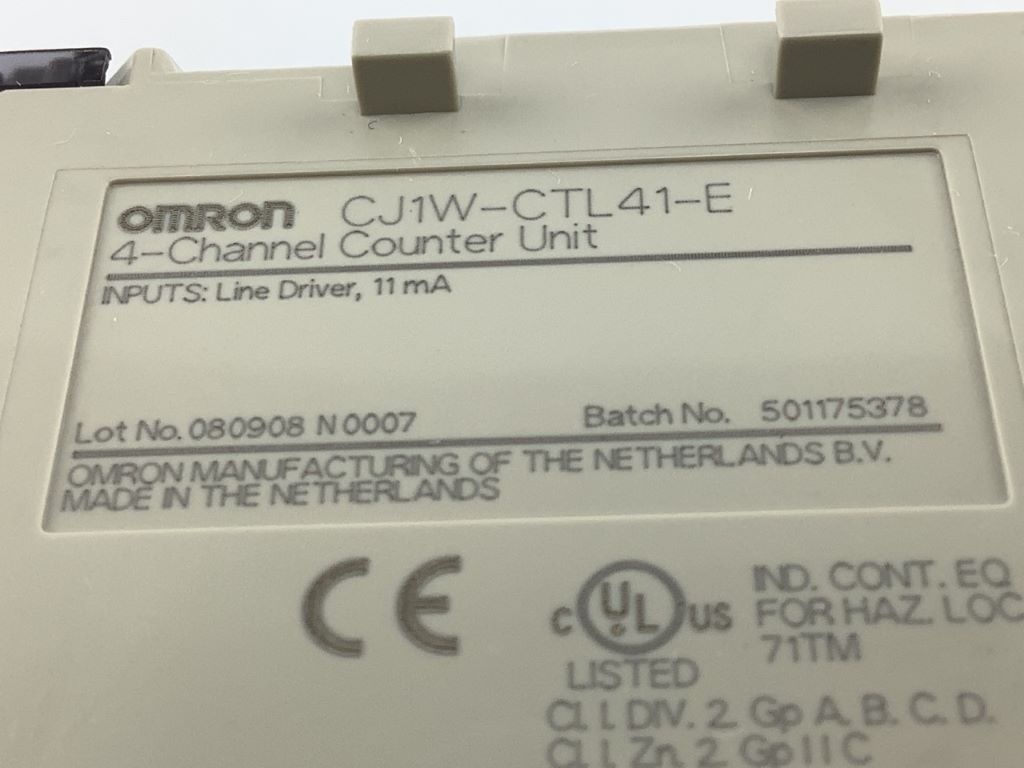 OMRON CJ1W-CTL41-E
4-Channel Counter Unit
INPUTS: Line Driver, 11 mA
Lot No. 080908 N 0007 Batch No. 501175378
OMRON MANUFACTURING OF THE NETHERLANDS B.V.
MADE IN THE NETHERLANDS
CE
c UL US
LISTED
IND. CONT. EQ
FOR HAZ. LOC
71TM
Cl I. DIV. 2. Gp A. B. C. D.
Cl I, Zn. 2 Gp IIC